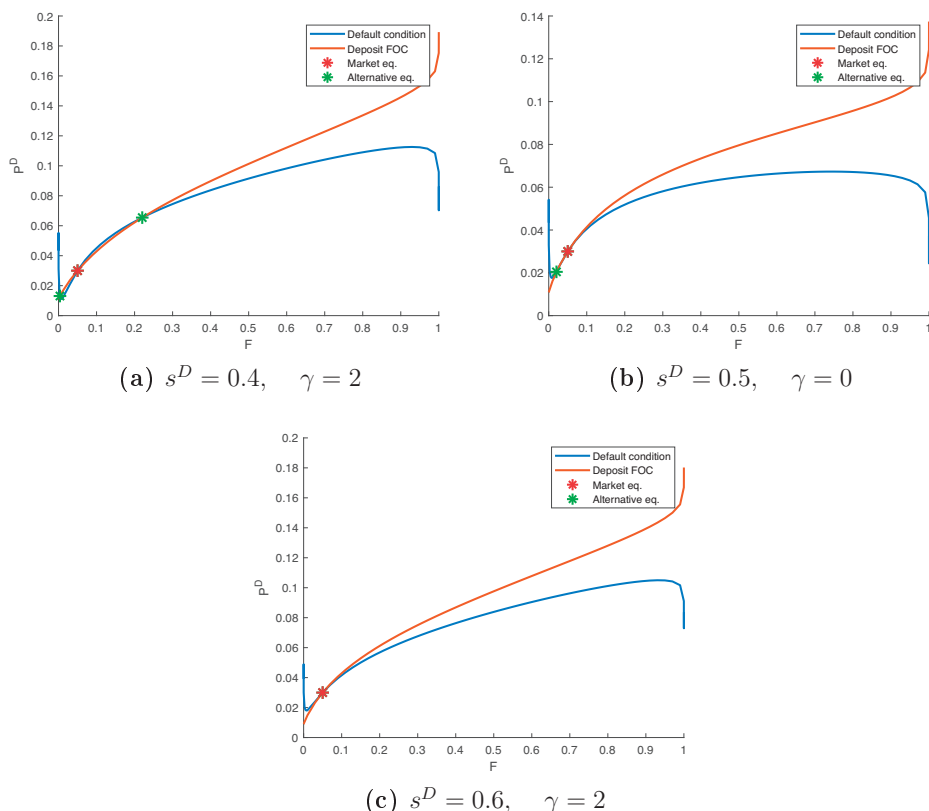 0.2
0.18
0.16
0.14
0.12
0.1
0.08
0.06
0.04
0.02
0
P^D
Default condition
Deposit FOC
Market eq.
Alternative eq.
0 0.1 0.2 0.3 0.4 0.5 0.6 0.7 0.8 0.9 1
F
(a) s^D = 0.4, γ = 2
0.14
0.12
0.1
0.08
0.06
0.04
0.02
0
P^D
Default condition
Deposit FOC
Market eq.
Alternative eq.
0 0.1 0.2 0.3 0.4 0.5 0.6 0.7 0.8 0.9 1
F
(b) s^D = 0.5, γ = 0
0.2
0.18
0.16
0.14
0.12
0.1
0.08
0.06
0.04
0.02
0
P^D
Default condition
Deposit FOC
Market eq.
Alternative eq.
0 0.1 0.2 0.3 0.4 0.5 0.6 0.7 0.8 0.9 1
F
(c) s^D = 0.6, γ = 2